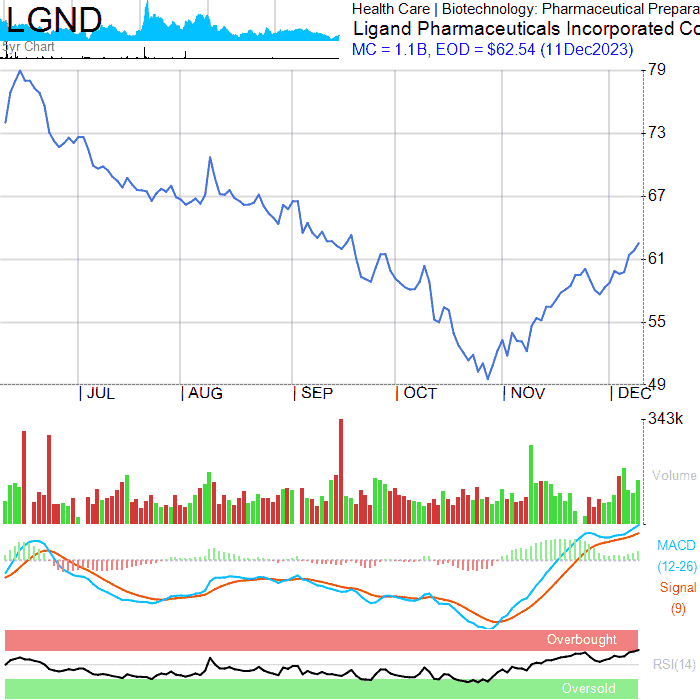 LGND
5yr Chart
Health Care | Biotechnology: Pharmaceutical Prepara
Ligand Pharmaceuticals Incorporated Co
MC = 1.1B, EOD = $62.54 (11Dec2023)
79
73
67
61
55
49
JUL
AUG
SEP
OCT
NOV
DEC
343k
Volume
MACD
(12-26)
Signal
(9)
Overbought
RSI(14)
Oversold